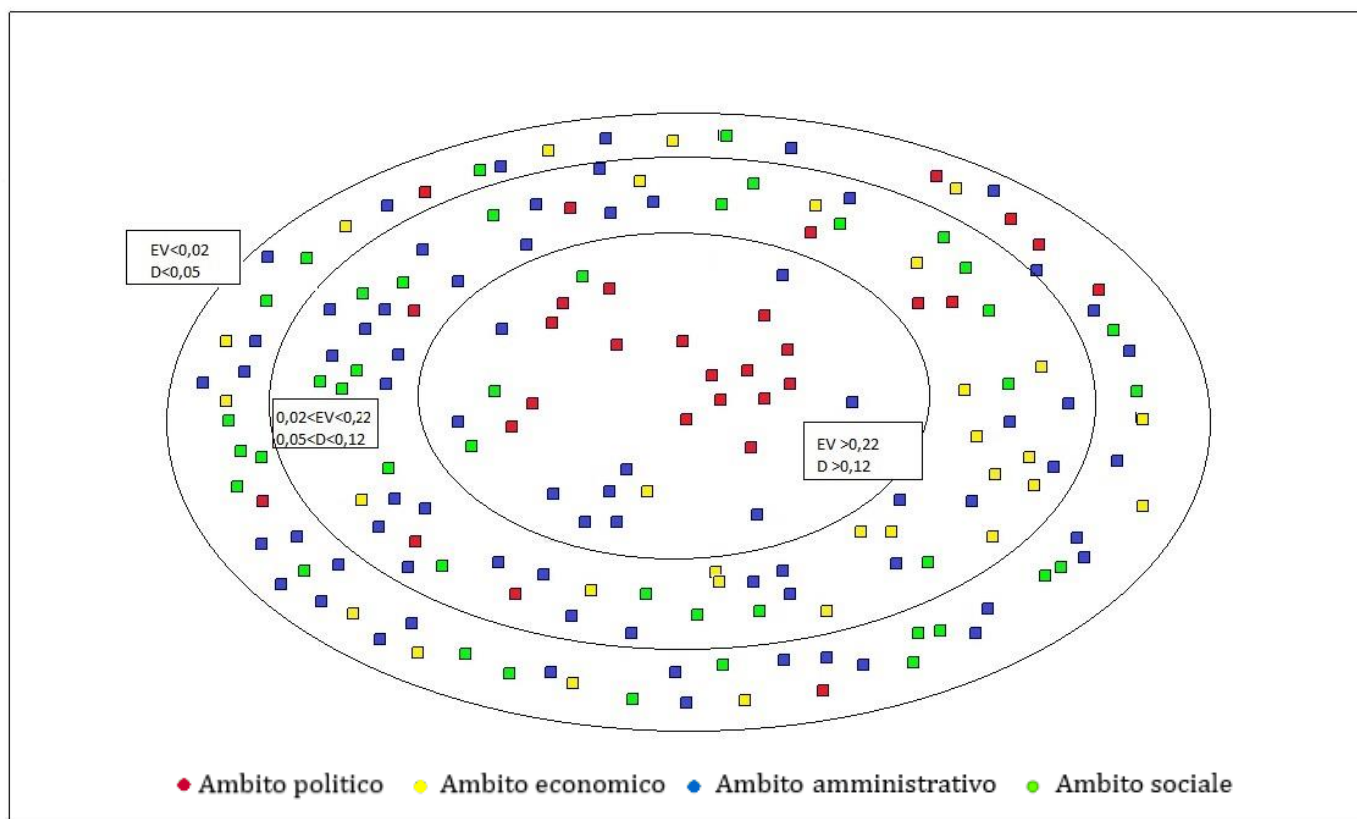 EV<0,02
D<0,05
0,02<EV<0,22
0,05<D<0,12
EV >0,22
D >0,12
Ambito politico
Ambito economico
Ambito amministrativo
Ambito sociale